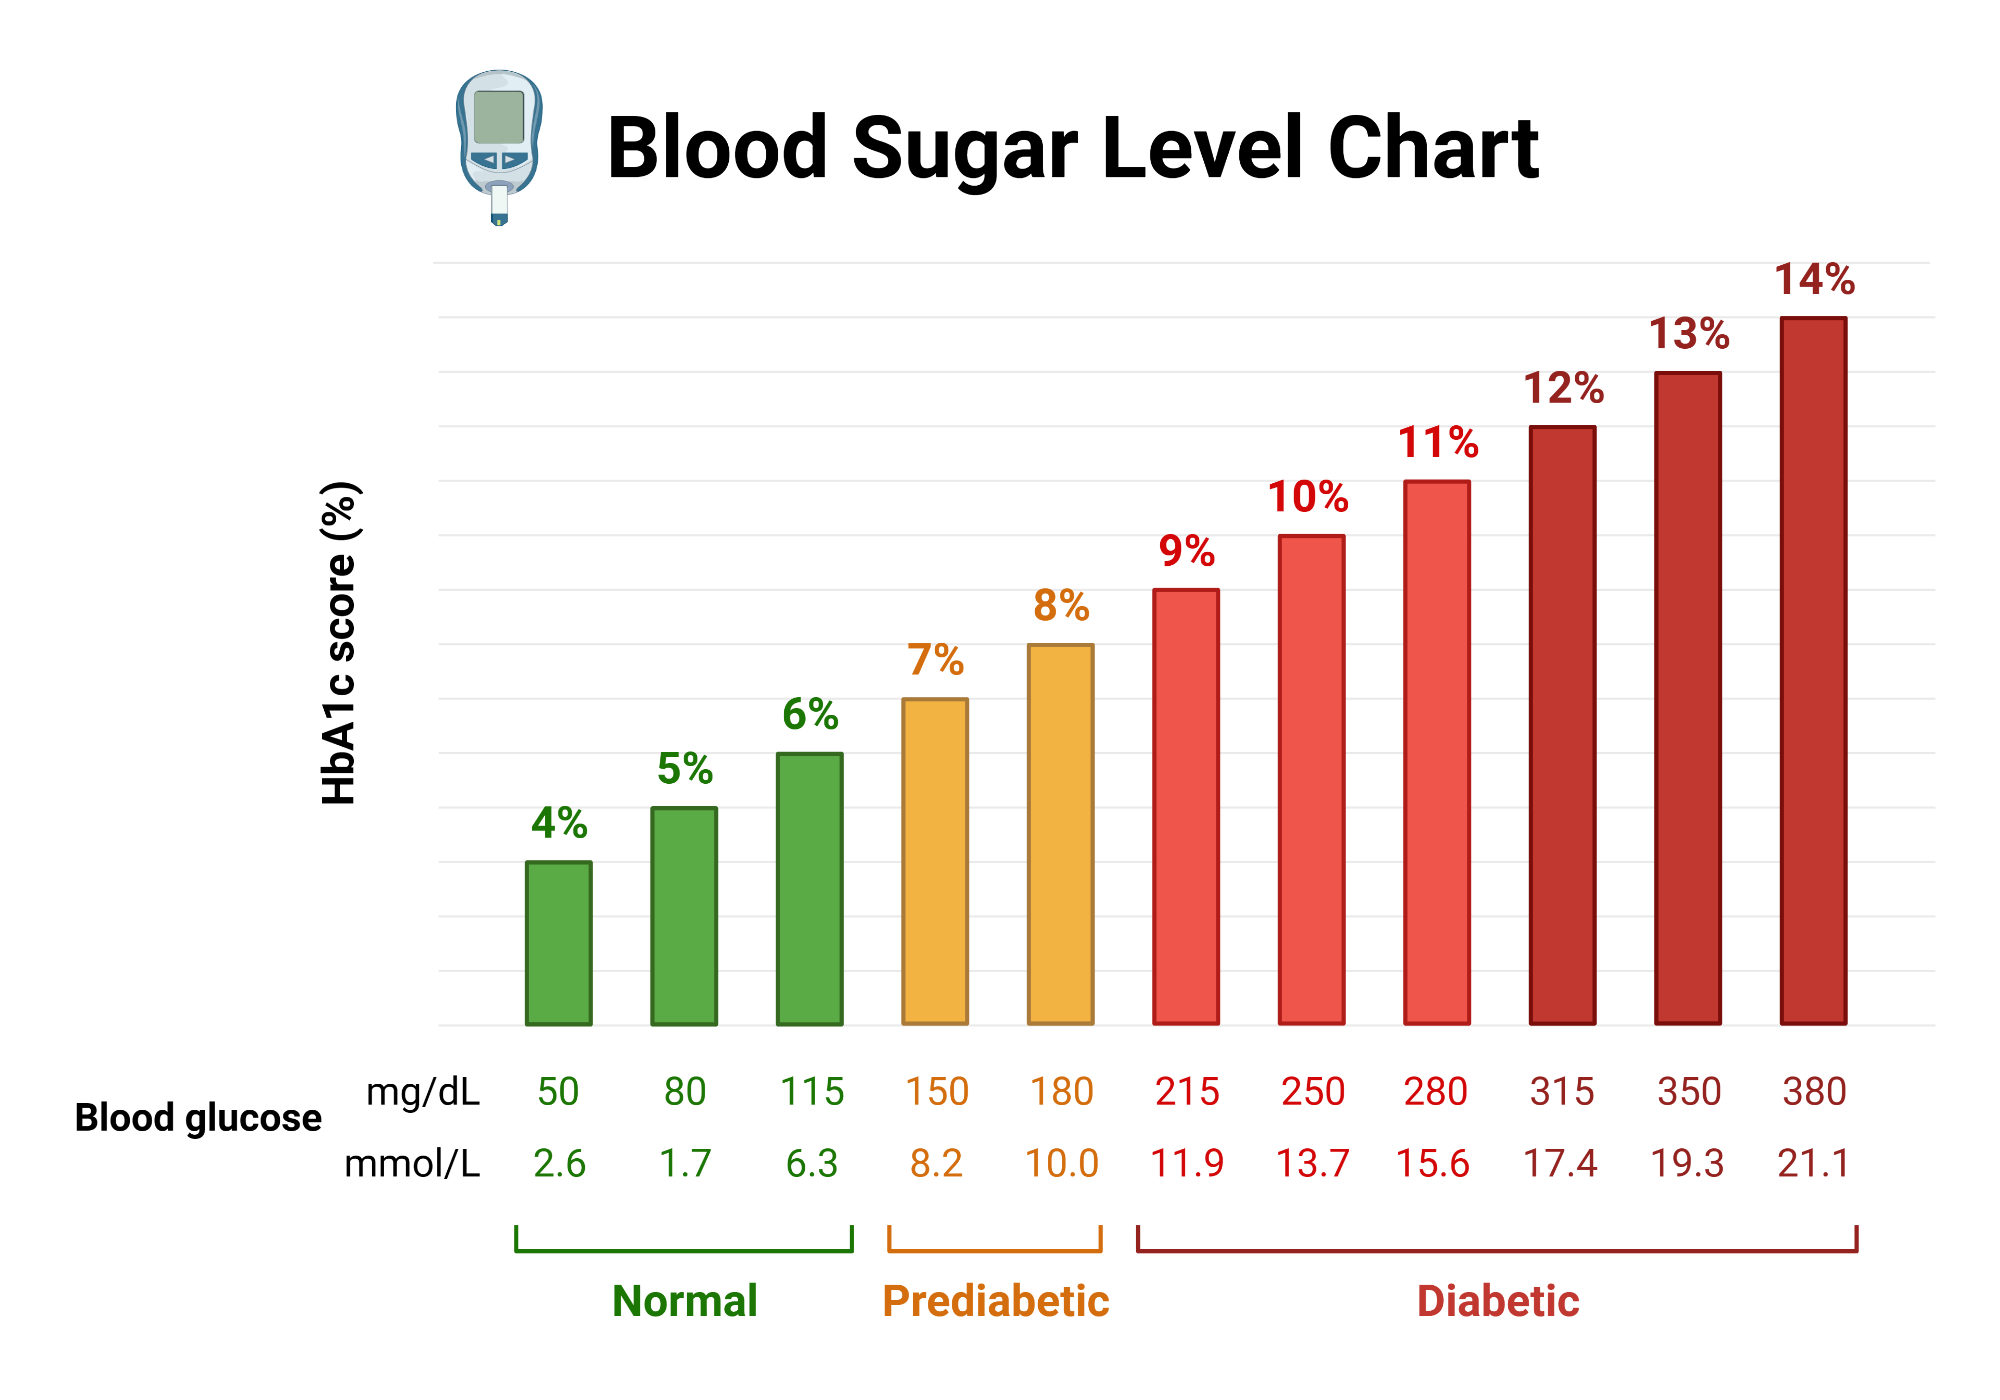 Blood Sugar Level Chart
HbA1c score (%)
4% 5% 6% 7% 8% 9% 10% 11% 12% 13% 14%
Blood glucose
mg/dL 50 80 115 150 180 215 250 280 315 350 380
mmol/L 2.6 1.7 6.3 8.2 10.0 11.9 13.7 15.6 17.4 19.3 21.1
Normal Prediabetic Diabetic